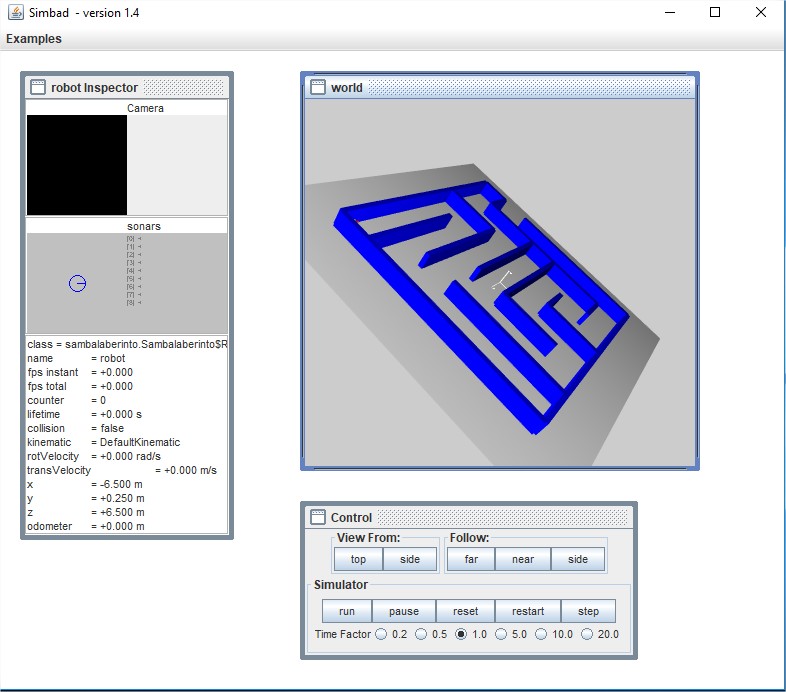 Simbad - version 1.4
Examples
robot Inspector
Camera
sonars
[0] =
[1] =
[2] =
[3] =
[4] =
[5] =
[6] =
[7] =
[8] =
class = sambalaberinto.Sambalaberinto$R
name = robot
fps instant = +0.000
fps total = +0.000
counter = 0
lifetime = +0.000 s
collision = false
kinematic = DefaultKinematic
rotVelocity = +0.000 rad/s
transVelocity = +0.000 m/s
x = -6.500 m
y = +0.250 m
z = +6.500 m
odometer = +0.000 m
world
Control
View From: Follow:
top side far near side
Simulator
run pause reset restart step
Time Factor 0.2 0.5 1.0 5.0 10.0 20.0